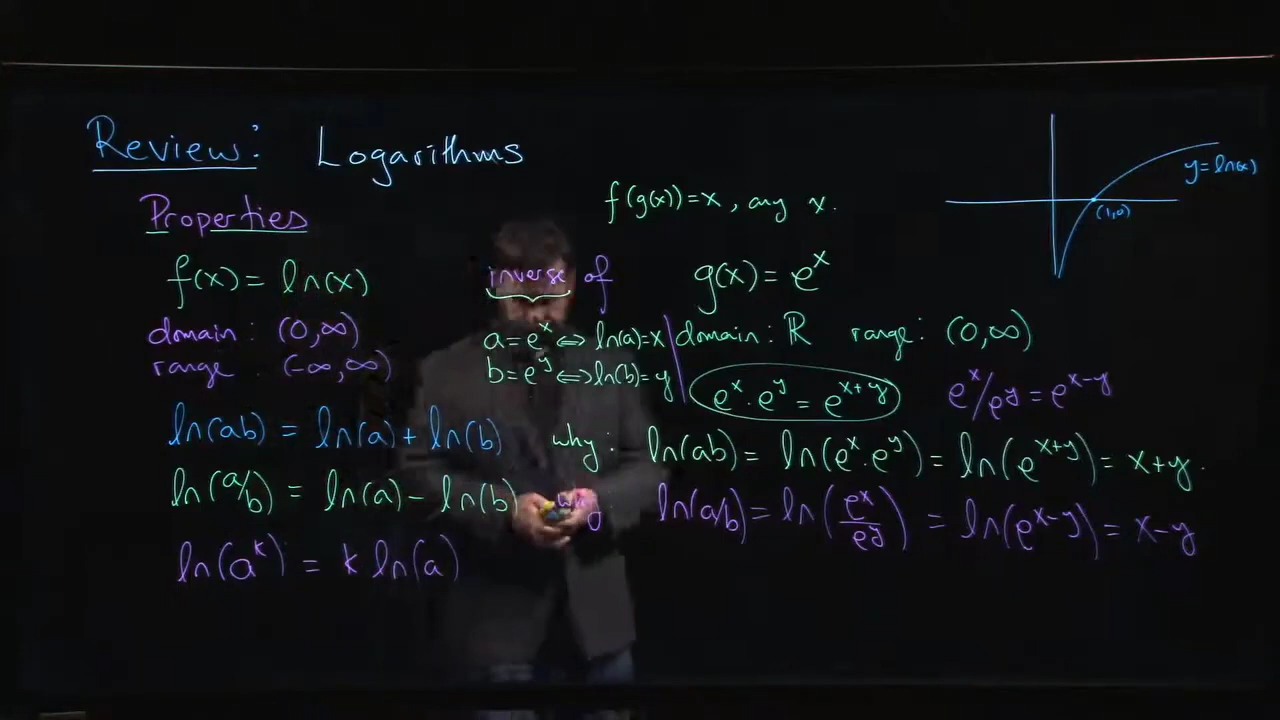 Review: Logarithms
y=ln(x)
(1,0)
Properties
f(g(x))=x, any x.
f(x) = ln(x) inverse of g(x) = e^x
domain: (0,∞)
range: (-∞,∞)
a=e^x ⇔ ln(a)=x
b=e^y ⇔ ln(b)=y
domain: ℝ range: (0,∞)
e^x · e^y = e^(x+y) e^x/e^y = e^(x-y)
ln(ab) = ln(a)+ ln(b) why: ln(ab)= ln(e^x·e^y) = ln(e^(x+y))= x+y.
ln(a/b) = ln(a)- ln(b) why: ln(a/b)= ln(e^x/e^y) = ln(e^(x-y))= x-y
ln(a^k) = k ln(a)